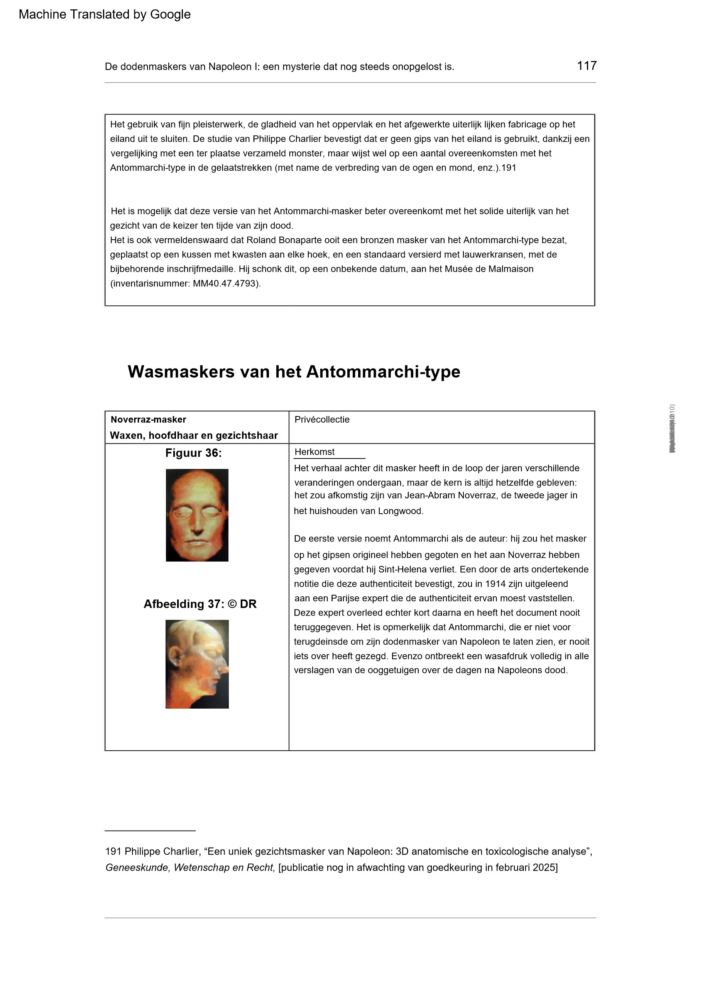 Machine Translated by Google
De dodenmaskers van Napoleon I: een mysterie dat nog steeds onopgelost is.
117
Het gebruik van fijn pleisterwerk, de gladheid van het oppervlak en het afgewerkte uiterlijk lijken fabricage op het
eiland uit te sluiten. De studie van Philippe Charlier bevestigt dat er geen gips van het eiland is gebruikt, dankzij een
vergelijking met een ter plaatse verzameld monster, maar wijst wel op een aantal overeenkomsten met het
Antommarchi-type in de gelaatstrekken (met name de verbreding van de ogen en mond, enz.).191
Het is mogelijk dat deze versie van het Antommarchi-masker beter overeenkomt met het solide uiterlijk van het
gezicht van de keizer ten tijde van zijn dood.
Het is ook vermeldenswaard dat Roland Bonaparte ooit een bronzen masker van het Antommarchi-type bezat,
geplaatst op een kussen met kwasten aan elke hoek, en een standaard versierd met lauwerkransen, met de
bijbehorende inschrijfmedaille. Hij schonk dit, op een onbekende datum, aan het Musée de Malmaison
(inventarisnummer: MM40.47.4793).
Wasmaskers van het Antommarchi-type
Noverraz-masker
Waxen, hoofdhaar en gezichtshaar
Privécollectie
Figuur 36:
Afbeelding 37: © DR
Herkomst
Het verhaal achter dit masker heeft in de loop der jaren verschillende
veranderingen ondergaan, maar de kern is altijd hetzelfde gebleven:
het zou afkomstig zijn van Jean-Abram Noverraz, de tweede jager in
het huishouden van Longwood.
De eerste versie noemt Antommarchi als de auteur: hij zou het masker
op het gipsen origineel hebben gegoten en het aan Noverraz hebben
gegeven voordat hij Sint-Helena verliet. Een door de arts ondertekende
notitie die deze authenticiteit bevestigt, zou in 1914 zijn uitgeleend
aan een Parijse expert die de authenticiteit ervan moest vaststellen.
Deze expert overleed echter kort daarna en heeft het document nooit
teruggegeven. Het is opmerkelijk dat Antommarchi, die er niet voor
terugdeinsde om zijn dodenmasker van Napoleon te laten zien, er nooit
iets over heeft gezegd. Evenzo ontbreekt een wasafdruk volledig in alle
verslagen van de ooggetuigen over de dagen na Napoleons dood.
191 Philippe Charlier, “Een uniek gezichtsmasker van Napoleon: 3D anatomische en toxicologische analyse”,
Geneeskunde, Wetenschap en Recht, [publicatie nog in afwachting van goedkeuring in februari 2025]